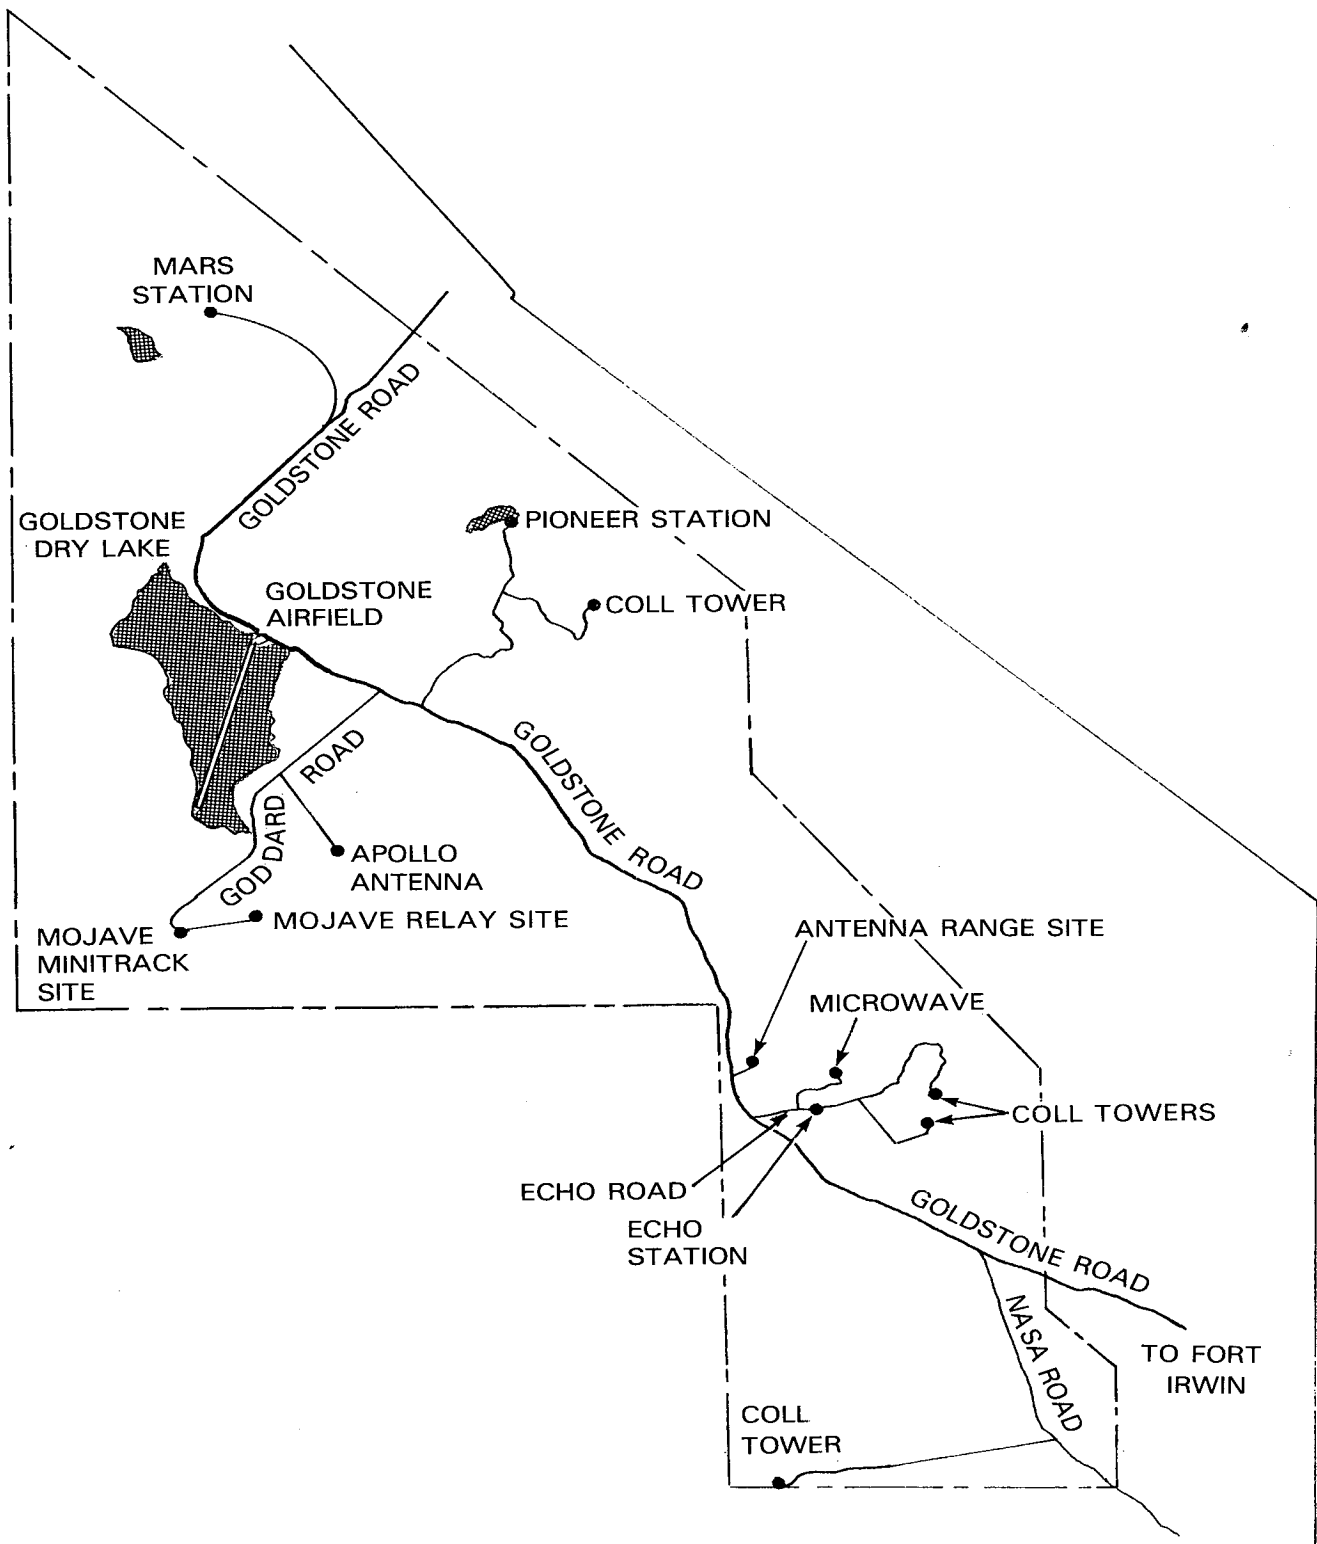 MARS
STATION
GOLDSTONE ROAD
GOLDSTONE
DRY LAKE
PIONEER STATION
GOLDSTONE
AIRFIELD
COLL TOWER
GOLDSTONE ROAD
GODDARD ROAD
APOLLO
ANTENNA
MOJAVE RELAY SITE
MOJAVE
MINITRACK
SITE
ANTENNA RANGE SITE
MICROWAVE
COLL TOWERS
ECHO ROAD
ECHO
STATION
GOLDSTONE ROAD
NASA ROAD
TO FORT
IRWIN
COLL
TOWER